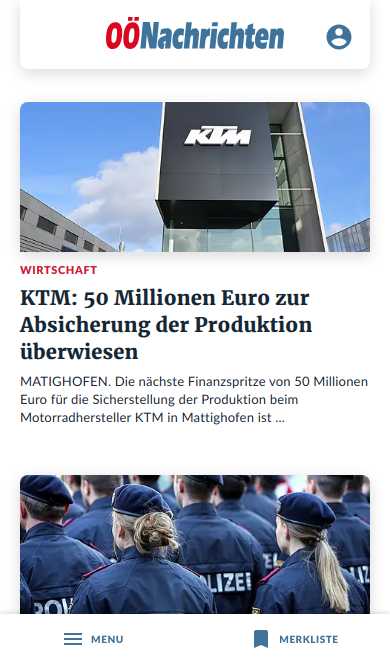 OÖNachrichten
KTM
WIRTSCHAFT
KTM: 50 Millionen Euro zur
Absicherung der Produktion
überwiesen
MATIGHOFEN. Die nächste Finanzspritze von 50 Millionen
Euro für die Sicherstellung der Produktion beim
Motorradhersteller KTM in Mattighofen ist ...
MENU
MERKLISTE